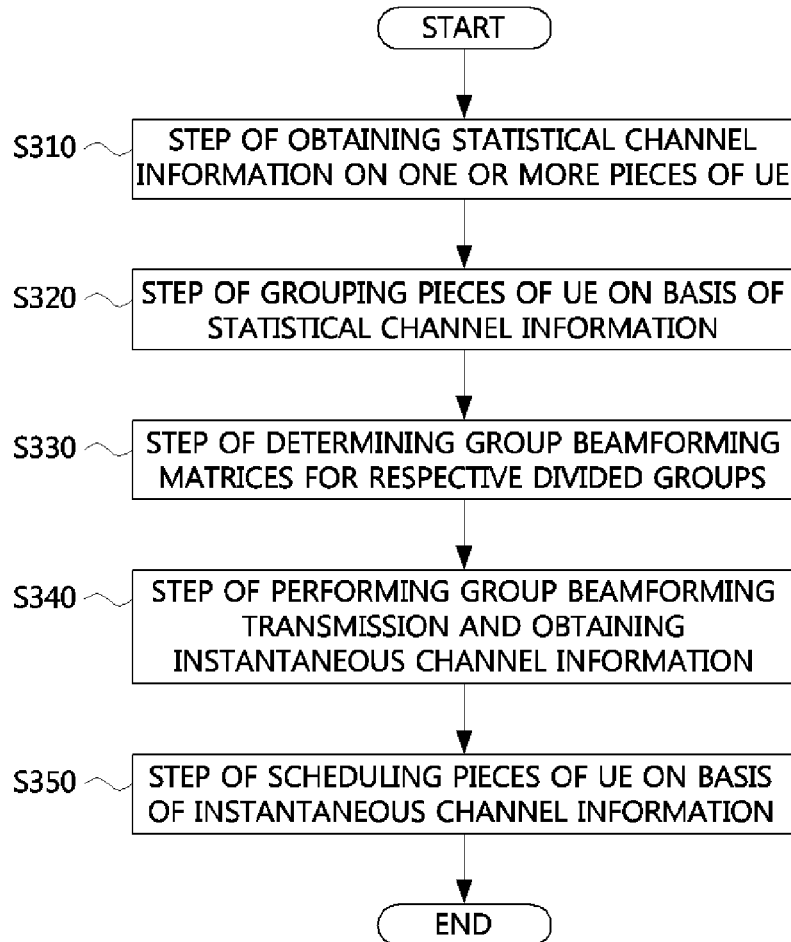 START
S310
STEP OF OBTAINING STATISTICAL CHANNEL
INFORMATION ON ONE OR MORE PIECES OF UE
S320
STEP OF GROUPING PIECES OF UE ON BASIS OF
STATISTICAL CHANNEL INFORMATION
S330
STEP OF DETERMINING GROUP BEAMFORMING
MATRICES FOR RESPECTIVE DIVIDED GROUPS
S340
STEP OF PERFORMING GROUP BEAMFORMING
TRANSMISSION AND OBTAINING
INSTANTANEOUS CHANNEL INFORMATION
S350
STEP OF SCHEDULING PIECES OF UE ON BASIS
OF INSTANTANEOUS CHANNEL INFORMATION
END